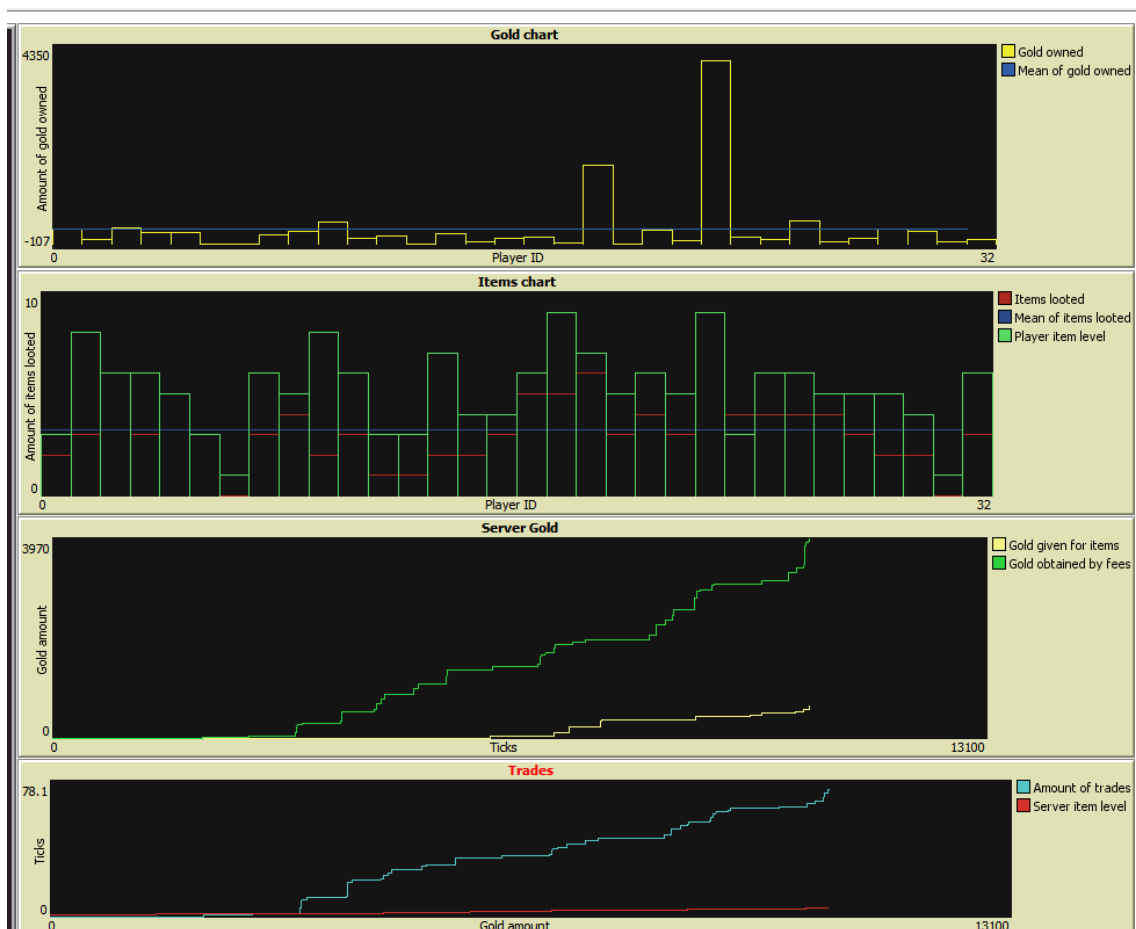 Gold chart
4350
Amount of gold owned
-107
0
Player ID
32
Gold owned
Mean of gold owned
Items chart
10
Amount of items looted
0
0
Player ID
32
Items looted
Mean of items looted
Player item level
Server Gold
3970
Gold amount
0
0
Ticks
13100
Gold given for items
Gold obtained by fees
Trades
78.1
Ticks
0
0
Gold amount
13100
Amount of trades
Server item level